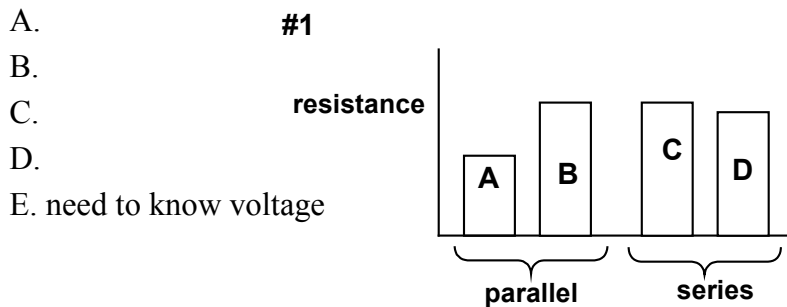 A.
B.
C.
D.
E. need to know voltage
#1
resistance
A
B
C
D
parallel
series